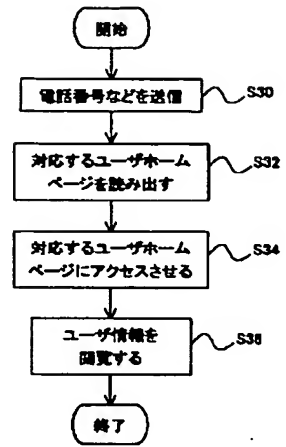 開始
電話番号などを送信
S30
対応するユーザホーム
ページを読み出す
S32
対応するユーザホーム
ページにアクセスさせる
S34
ユーザ情報を
閲覧する
S36
終了